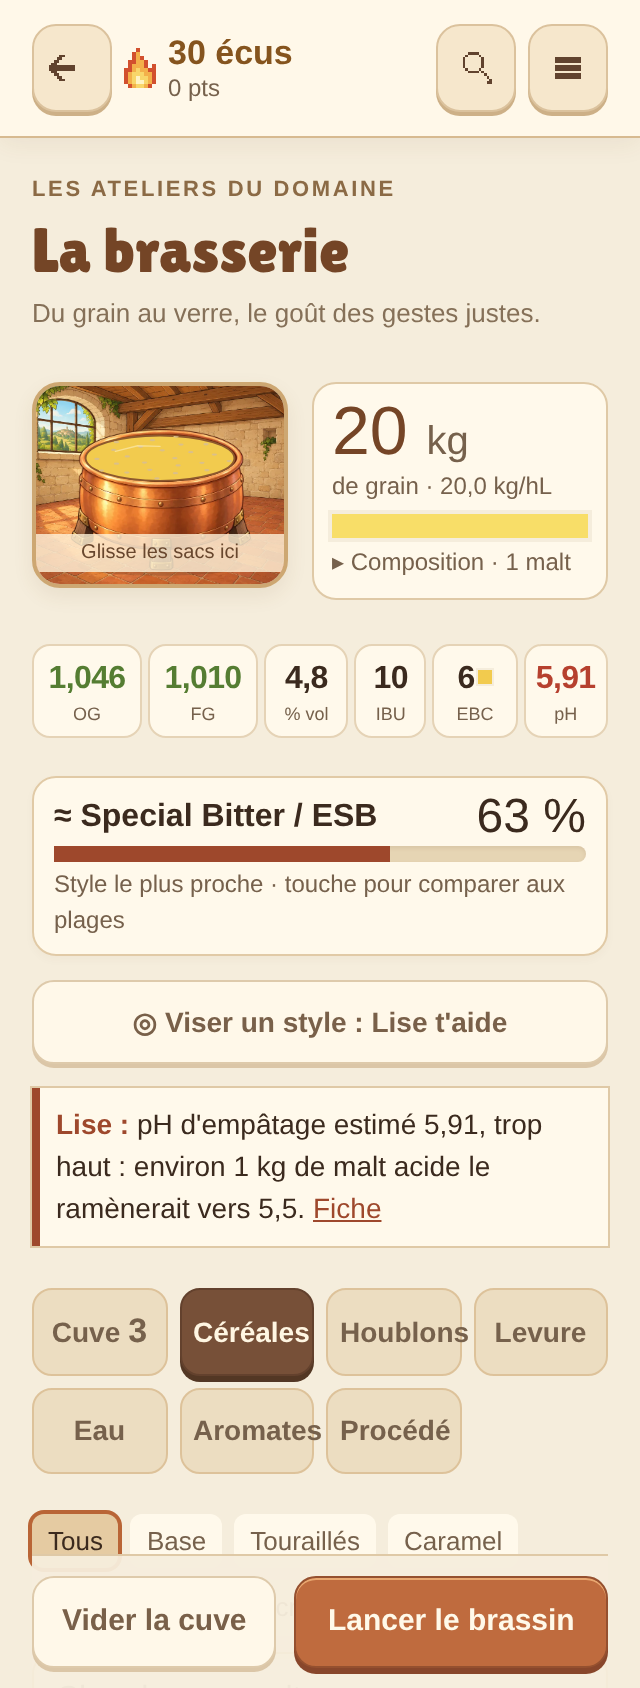 30 écus
0 pts
LES ATELIERS DU DOMAINE
La brasserie
Du grain au verre, le goût des gestes justes.
Glisse les sacs ici
20 kg
de grain · 20,0 kg/hL
▸ Composition · 1 malt
1,046 1,010 4,8 10 6 5,91
OG FG % vol IBU EBC pH
≈ Special Bitter / ESB 63 %
Style le plus proche · touche pour comparer aux
plages
◎ Viser un style : Lise t'aide
Lise : pH d'empâtage estimé 5,91, trop
haut : environ 1 kg de malt acide le
ramènerait vers 5,5. Fiche
Cuve 3 Céréales Houblons Levure
Eau Aromates Procédé
Tous Base Touraillés Caramel
Vider la cuve Lancer le brassin